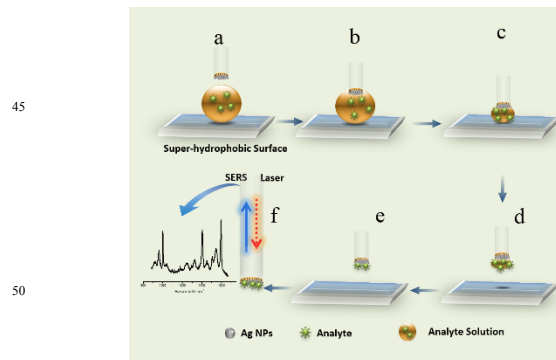 a
b
c
45
Super-hydrophobic Surface
SERS Laser
f
e
d
50
Ag NPs
Analyte
Analyte Solution